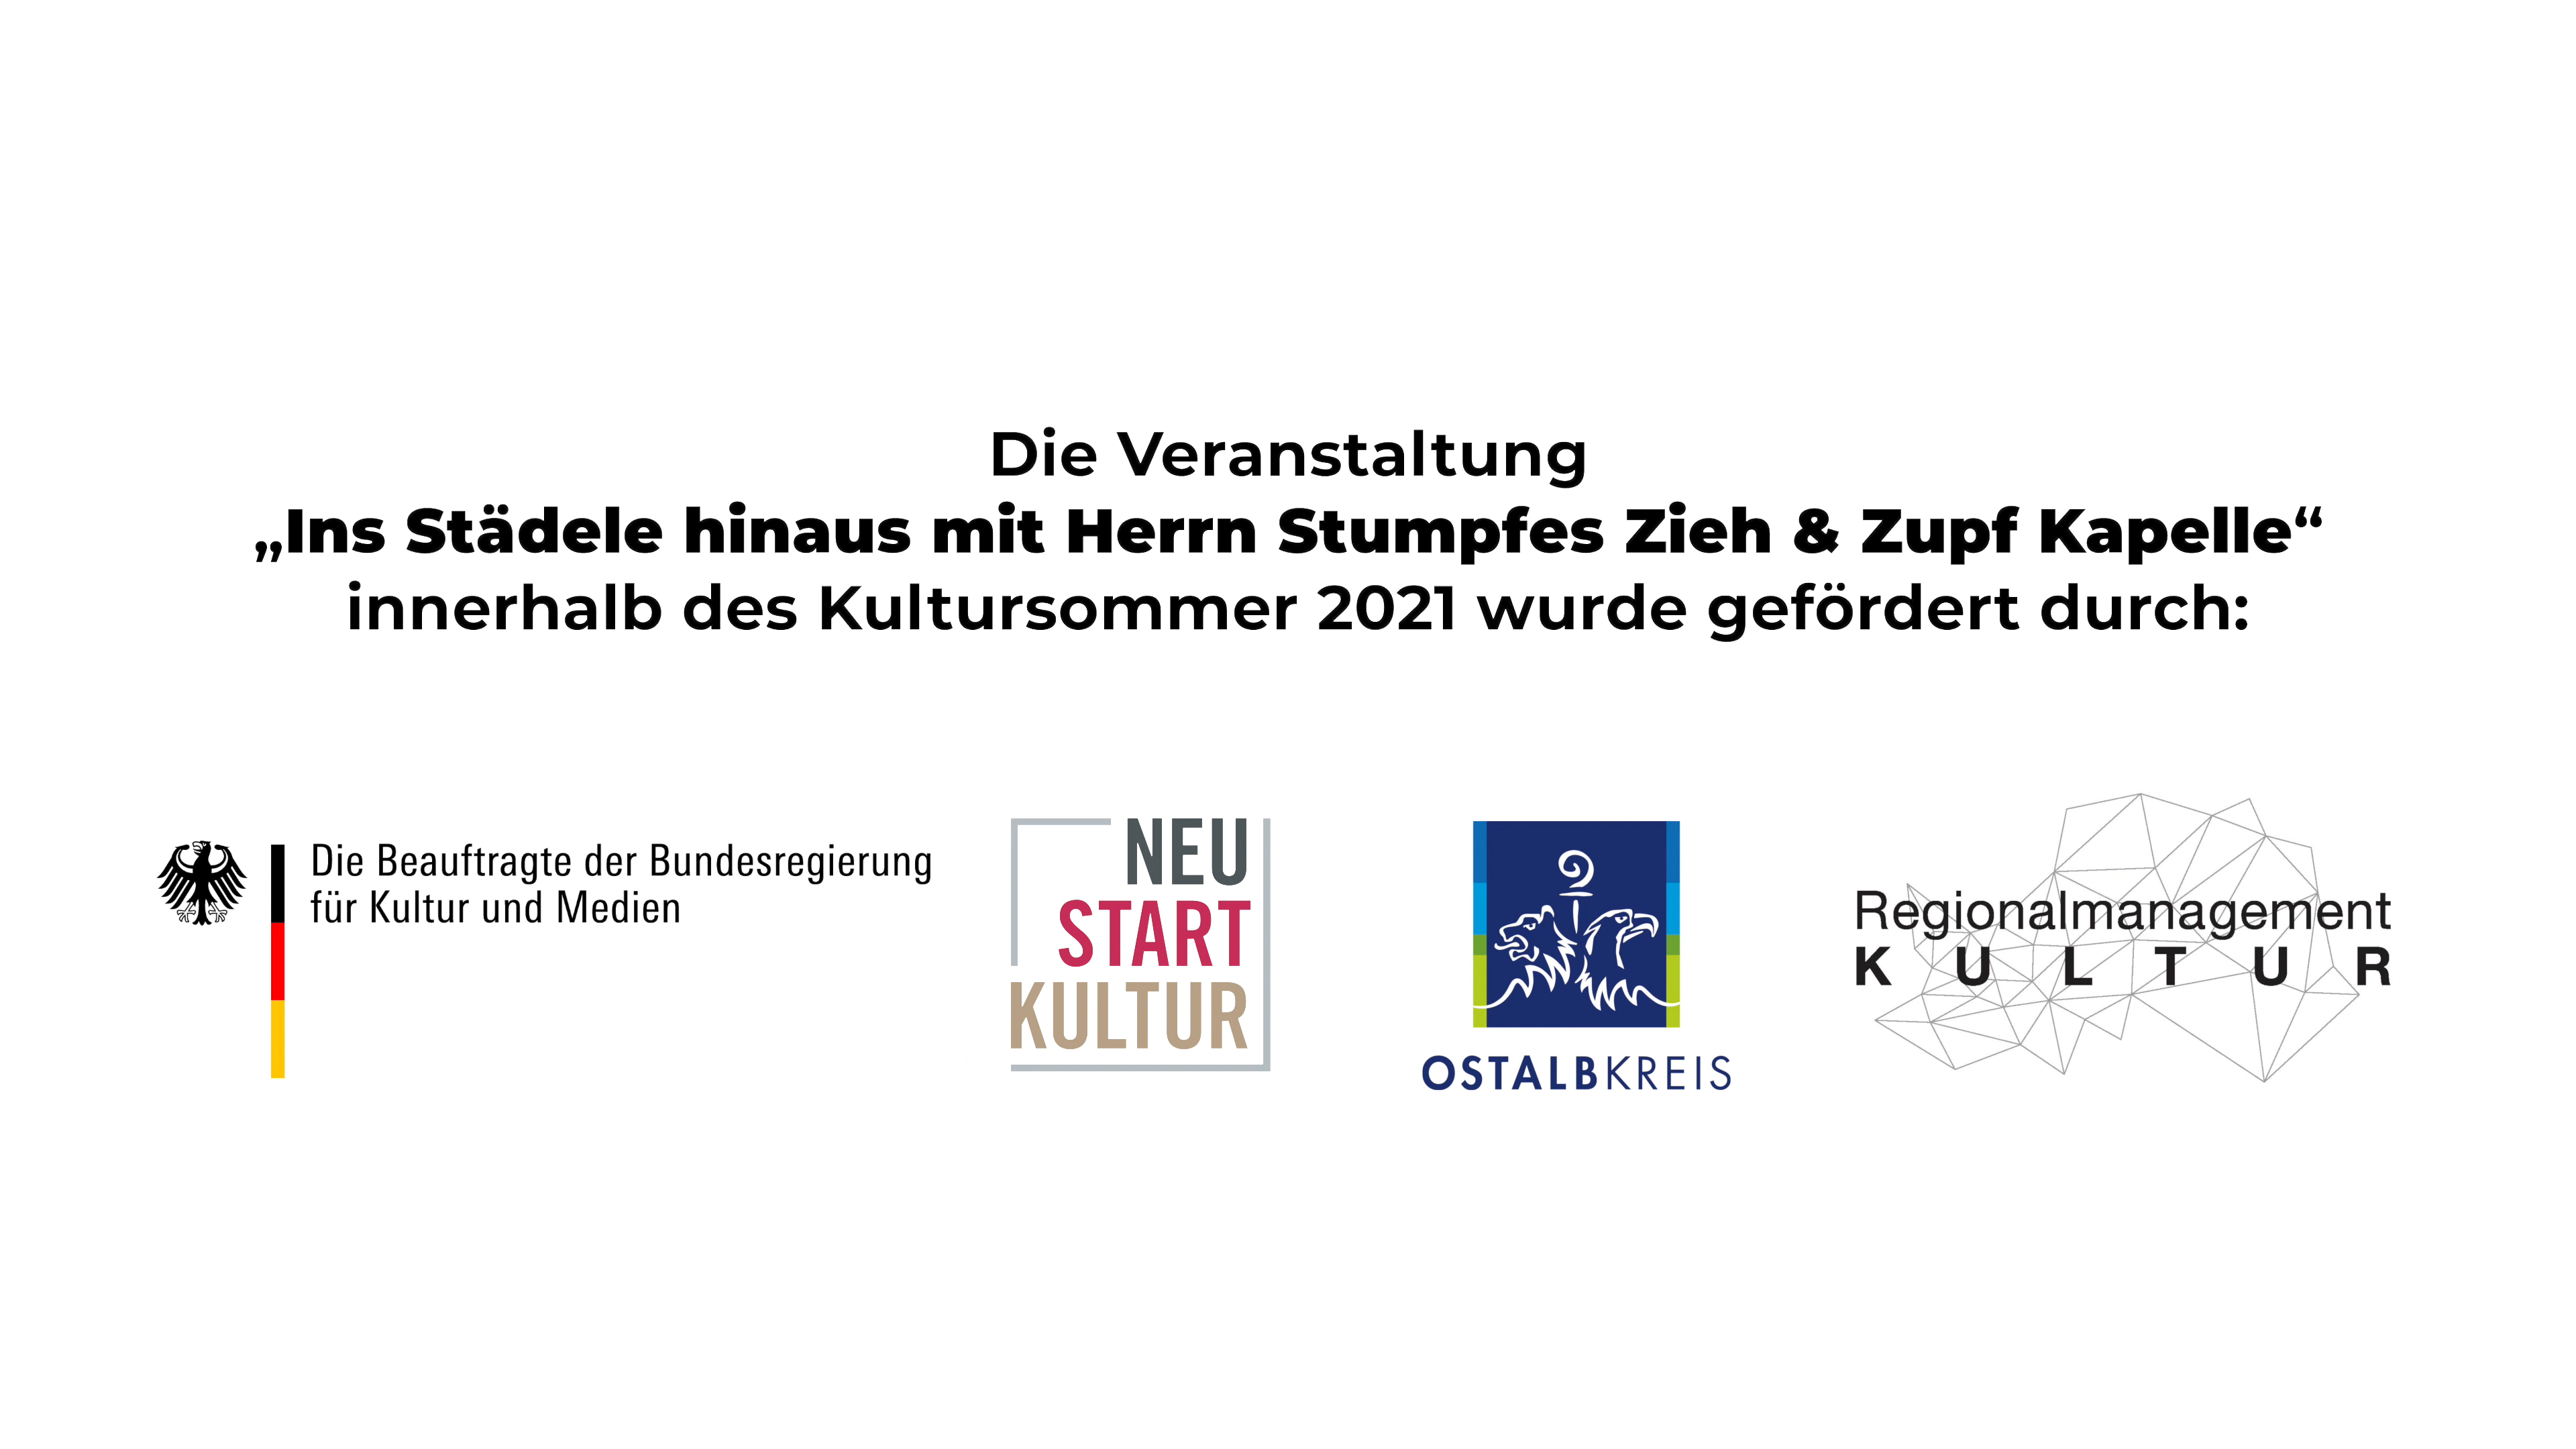 Die Veranstaltung
„Ins Städele hinaus mit Herrn Stumpfes Zieh & Zupf Kapelle“
innerhalb des Kultursommer 2021 wurde gefördert durch:
Die Beauftragte der Bundesregierung
für Kultur und Medien
NEU
START
KULTUR
OSTALBKREIS
Regionalmanagement
KULTUR